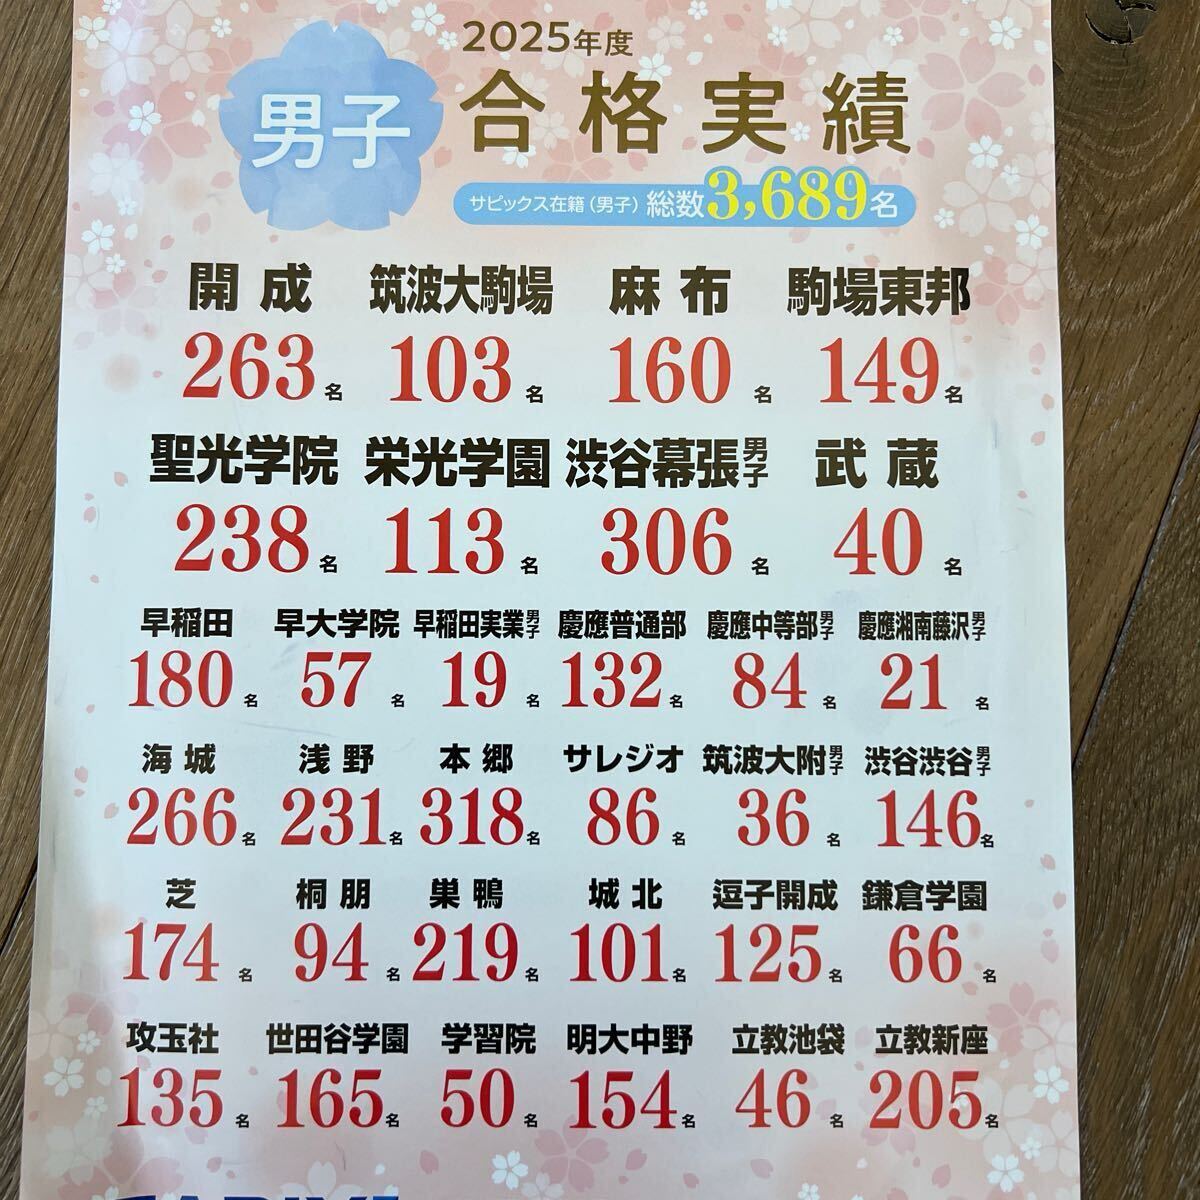 2025年度
男子
合格実績
サピックス在籍（男子）総数3,689名
開成 筑波大駒場 麻布 駒場東邦
263名 103名 160名 149名
聖光学院 栄光学園 渋谷幕張男子 武蔵
238名 113名 306名 40名
早稲田 早大学院 早稲田実業男子 慶應普通部 慶應中等部男子 慶應湘南藤沢男子
180名 57名 19名 132名 84名 21名
海城 浅野 本郷 サレジオ 筑波大附男子 渋谷渋谷男子
266名 231名 318名 86名 36名 146名
芝 桐朋 巣鴨 城北 逗子開成 鎌倉学園
174名 94名 219名 101名 125名 66名
攻玉社 世田谷学園 学習院 明大中野 立教池袋 立教新座
135名 165名 50名 154名 46名 205名